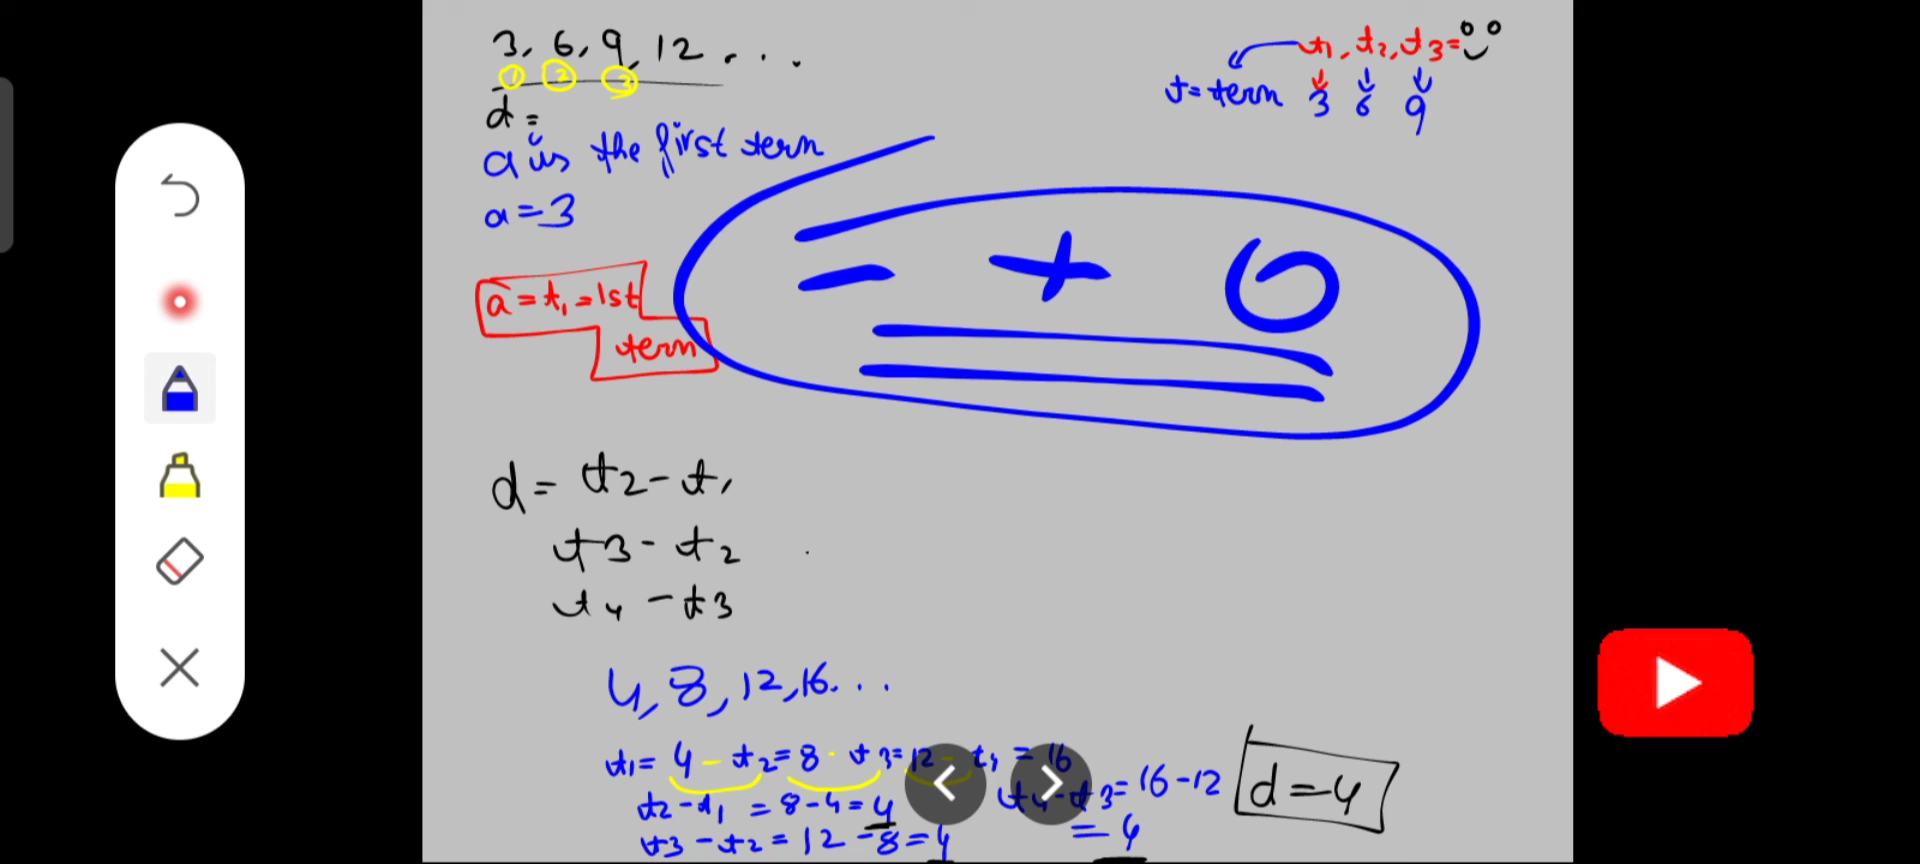 3, 6, 9, 12 . . .
① ② ③
d =
a is the first term
a = 3
t1, t2, t3 =
t = term 3 6 9
a = t1 = 1st
term
= - + 6
d = t2 - t1
t3 - t2
t4 - t3
4, 8, 12, 16. . .
t1 = 4 - t2 = 8 - t3 = 12 - t4 = 16
t2 - t1 = 8 - 4 = 4
t3 - t2 = 12 - 8 = 4
t4 - t3 = 16 - 12
= 4
d = 4